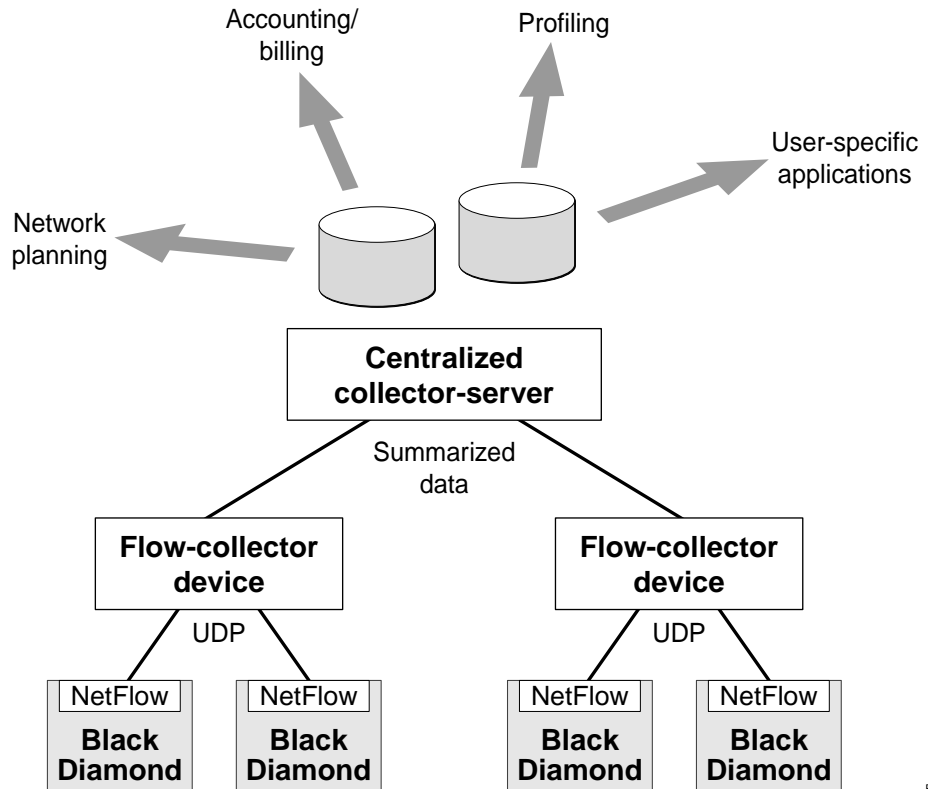 Accounting/
billing
Profiling
User-specific
applications
Network
planning
Centralized
collector-server
Summarized
data
Flow-collector
device
Flow-collector
device
UDP
UDP
NetFlow
Black
Diamond
NetFlow
Black
Diamond
NetFlow
Black
Diamond
NetFlow
Black
Diamond